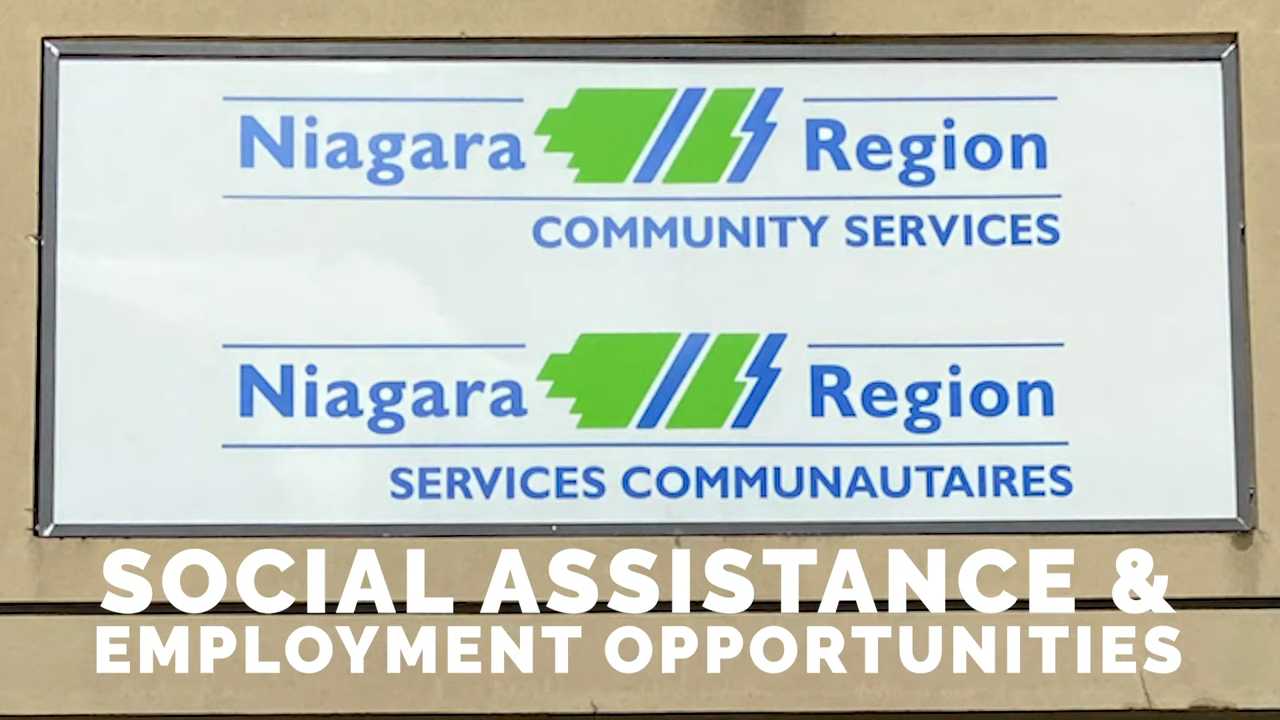 Niagara Region
COMMUNITY SERVICES
Niagara Region
SERVICES COMMUNAUTAIRES
SOCIAL ASSISTANCE &
EMPLOYMENT OPPORTUNITIES